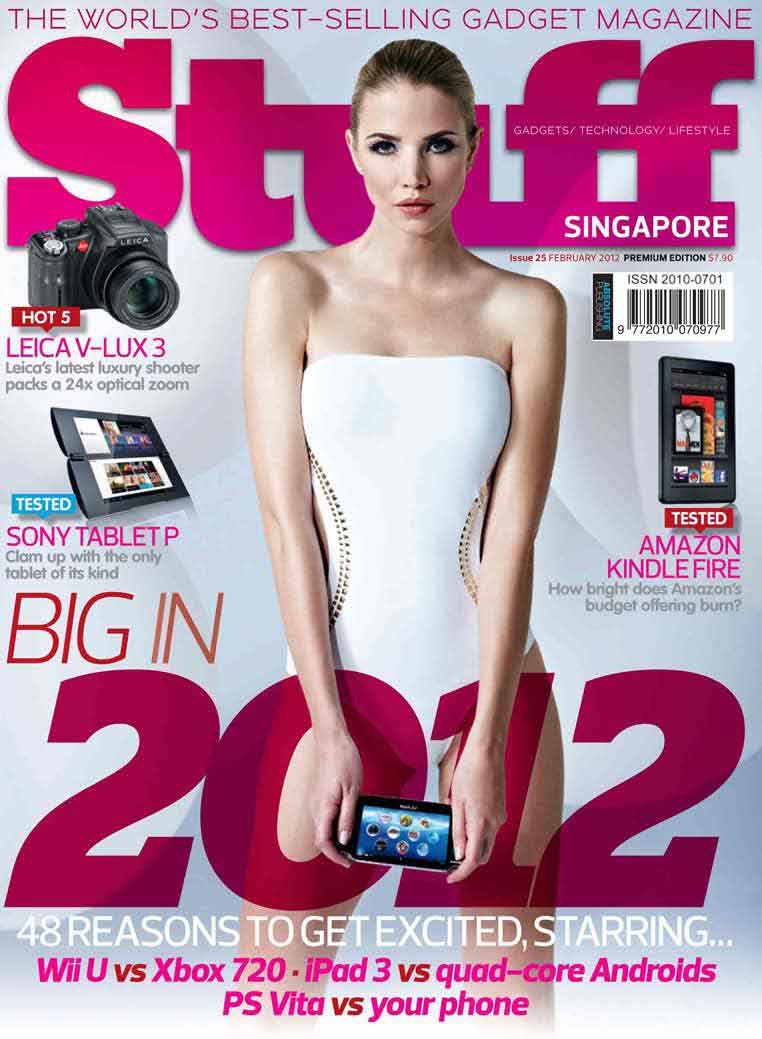 THE WORLD'S BEST-SELLING GADGET MAGAZINE
Stuff
GADGETS/ TECHNOLOGY/ LIFESTYLE
SINGAPORE
Issue 25 FEBRUARY 2012 PREMIUM EDITION S7.90
ABSOLUTE
PUBLISHING
ISSN 2010-0701
9 772010 070977
LEICA
HOT 5
LEICA V-LUX 3
Leica's latest luxury shooter
packs a 24x optical zoom
TESTED
SONY TABLET P
Clam up with the only
tablet of its kind
TESTED
AMAZON
KINDLE FIRE
How bright does Amazon's
budget offering burn?
BIG IN
2012
48 REASONS TO GET EXCITED, STARRING...
Wii U vs Xbox 720 · iPad 3 vs quad-core Androids
PS Vita vs your phone